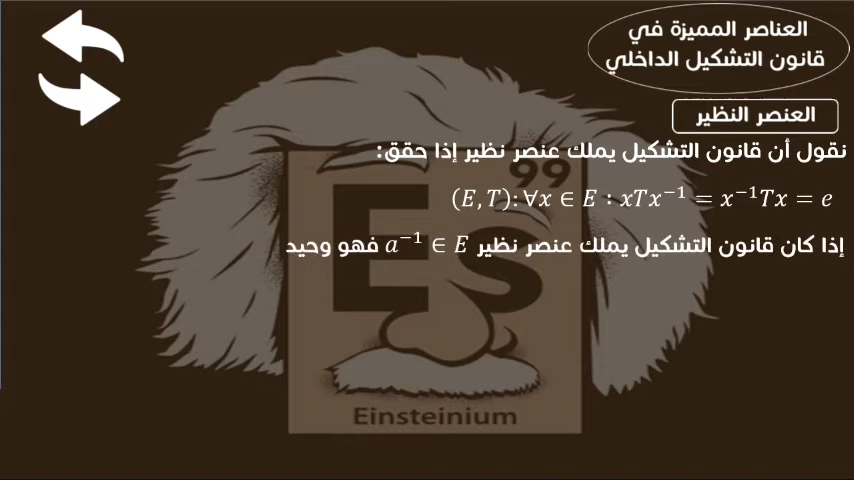 العناصر المميزة في
قانون التشكيل الداخلي
العنصر النظير
نقول أن قانون التشكيل يملك عنصر نظير إذا حقق:
(E, T): ∀x ∈ E : xTx⁻¹ = x⁻¹Tx = e
إذا كان قانون التشكيل يملك عنصر نظير a⁻¹ ∈ E فهو وحيد
99
Es
Einsteinium